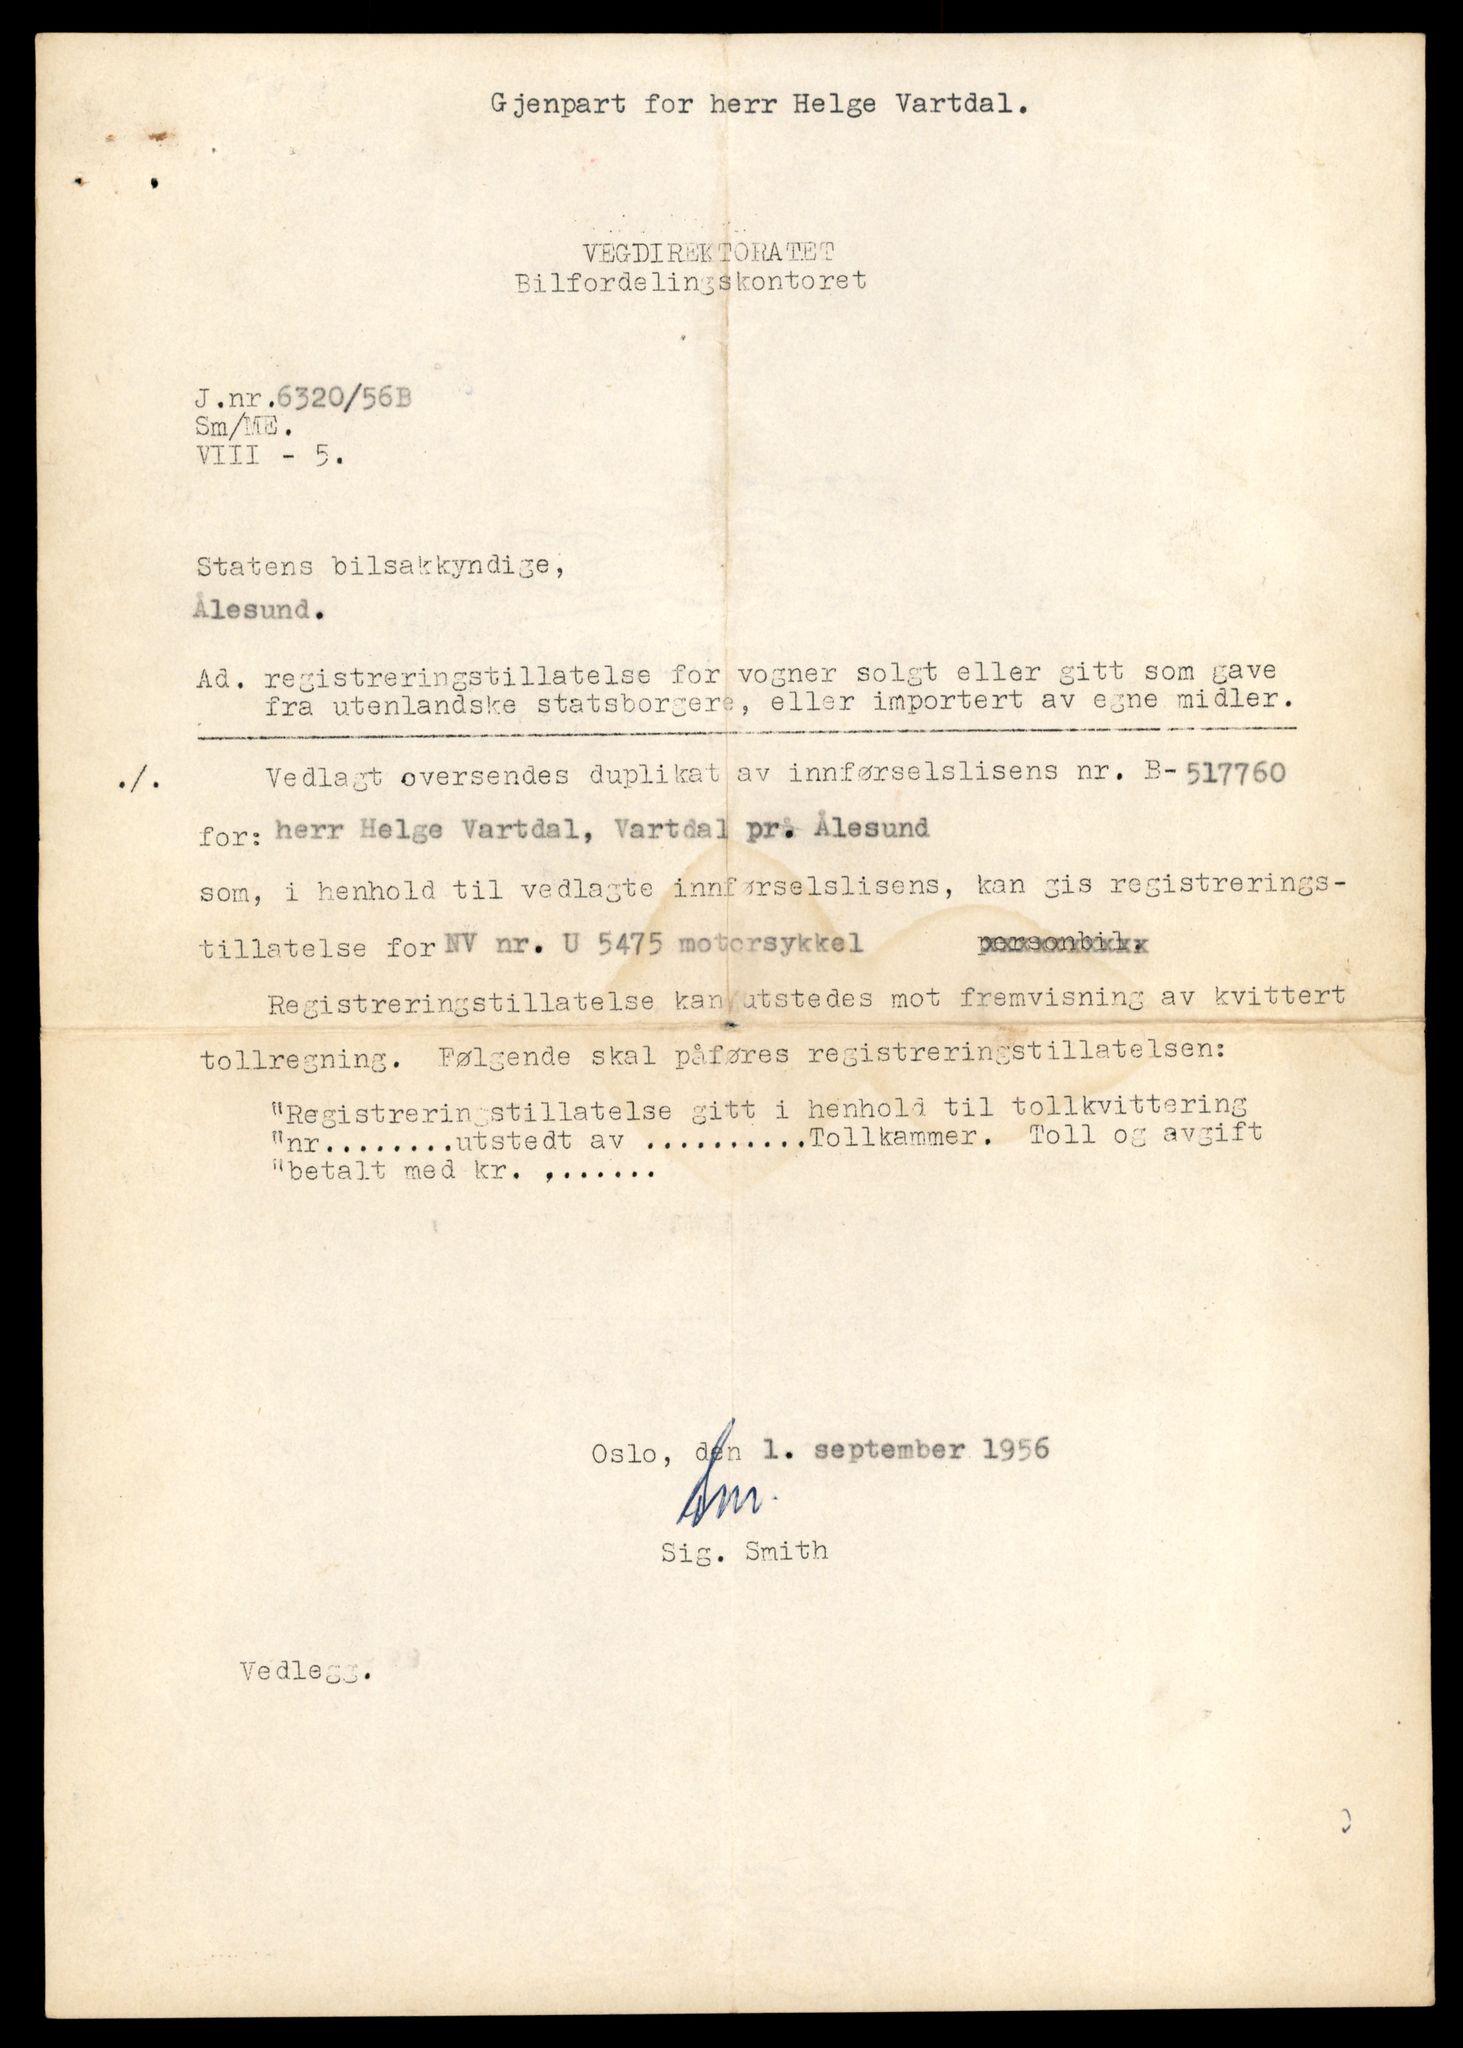 Gjenpart for herr Helge Vartdal.
VEGDIREKTORATET
Bilfordelingskontoret
J.nr.6320/56B
Sm/ME.
VIII - 5.
Statens bilsakkyndige,
Ålesund.
Ad. registreringstillatelse for vogner solgt eller gitt som gave
fra utenlandske statsborgere, eller importert av egne midler.
./. Vedlagt oversendes duplikat av innførselslisens nr. B-517760
for: herr Helge Vartdal, Vartdal pr. Ålesund
som, i henhold til vedlagte innførselslisens, kan gis registrerings-
tillatelse for NV nr. U 5475 motorsykkel personbil.
Registreringstillatelse kan utstedes mot fremvisning av kvittert
tollregning. Følgende skal påføres registreringstillatelsen:
"Registreringstillatelse gitt i henhold til tollkvittering
"nr........utstedt av ..........Tollkammer. Toll og avgift
"betalt med kr. .......
Oslo, den 1. september 1956
Sm.
Sig. Smith
Vedlegg.